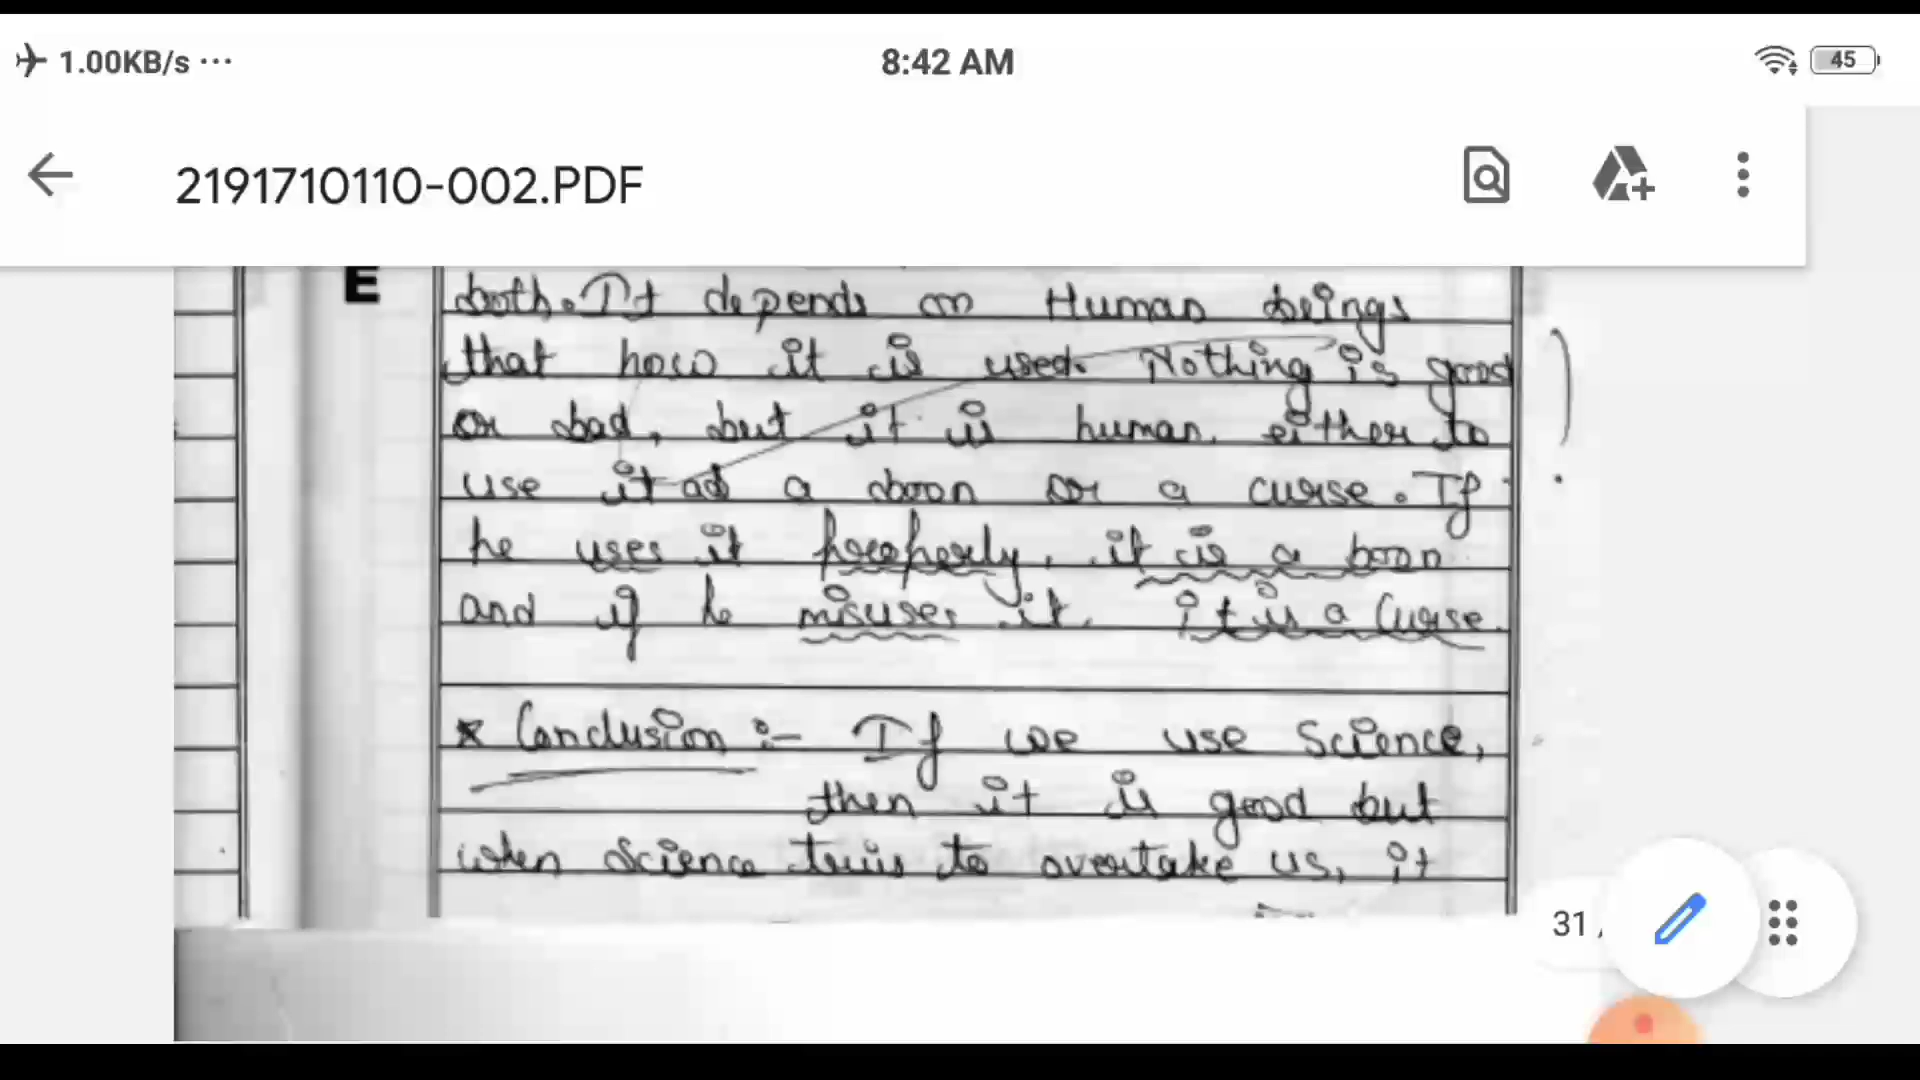 1.00KB/s ...
8:42 AM
45
2191710110-002.PDF
E
both. It depends on Human beings
that how it is used. Nothing is good
or bad, but it is human, either to
use it as a boon or a curse. If
he uses it properly, it is a boon
and if he misuses it, it is a Curse.
* Conclusion :- If we use Science,
then it is good but
when science to overtake us, it
31